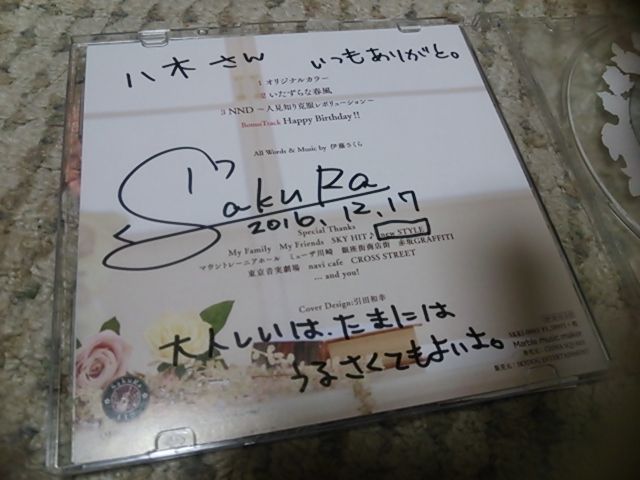 八木さん いつもありがと。
1 オリジナルカラー
2 いたずらな春風
3 NND ～人見知り克服レボリューション～
BonusTrack Happy Birthday!!
All Words & Music by 伊藤さくら
SakuRa
2016.12.17
Special Thanks
My Family My Friends SKY HIT♪ new STYLE
マウントレーニアホール ミューザ川崎 銀座街商店街 赤坂GRAFFITI
東京音実劇場 navi cafe CROSS STREET
... and you!
Cover Design:引田和幸
大人しいは、たまには
うるさくてもよいよ。
Marble music maker